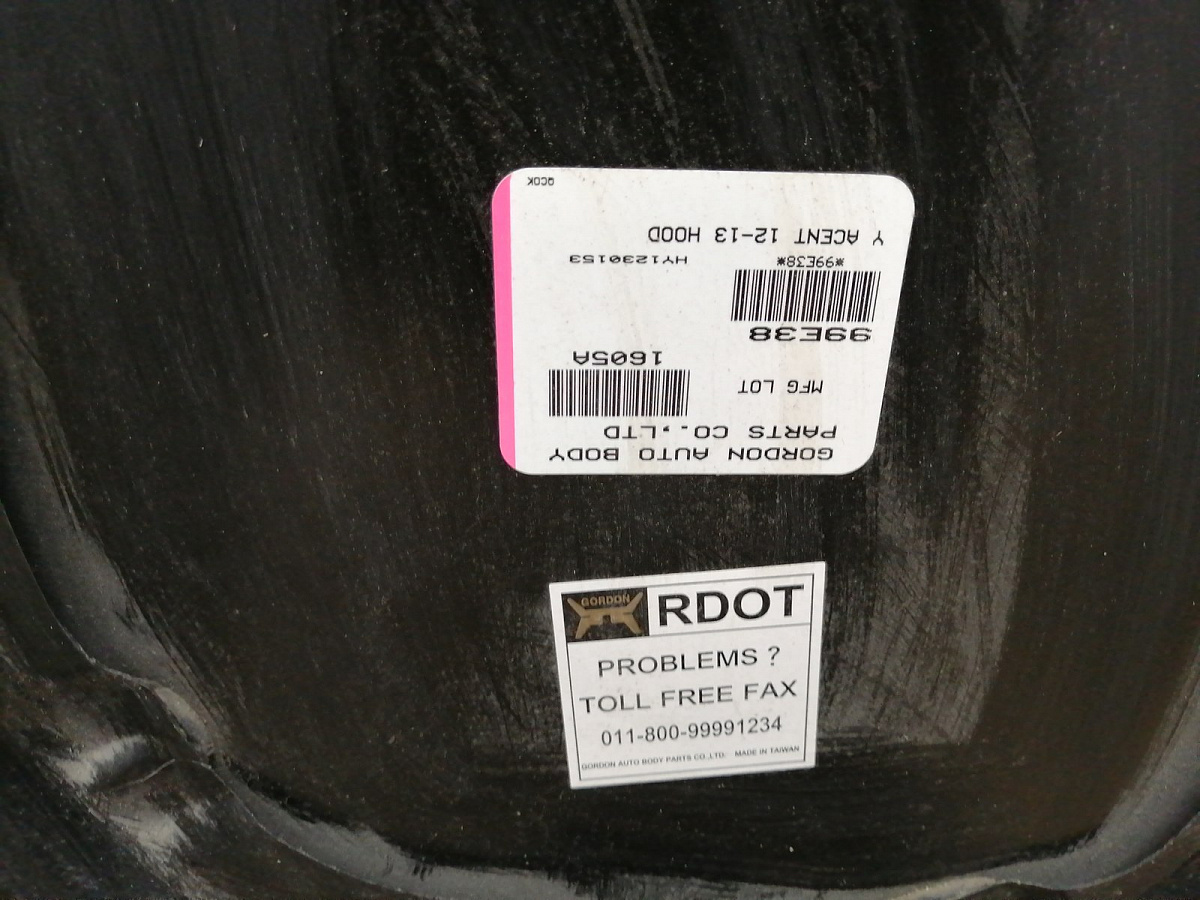 GORDON AUTO BODY
PARTS CO.,LTD
MFG LOT
1605A
99E38
*99E38*
HY1230153
Y ACENT 12-13 HOOD
QCOK
GORDON
RDOT
PROBLEMS ?
TOLL FREE FAX
011-800-99991234
GORDON AUTO BODY PARTS CO.,LTD. MADE IN TAIWAN